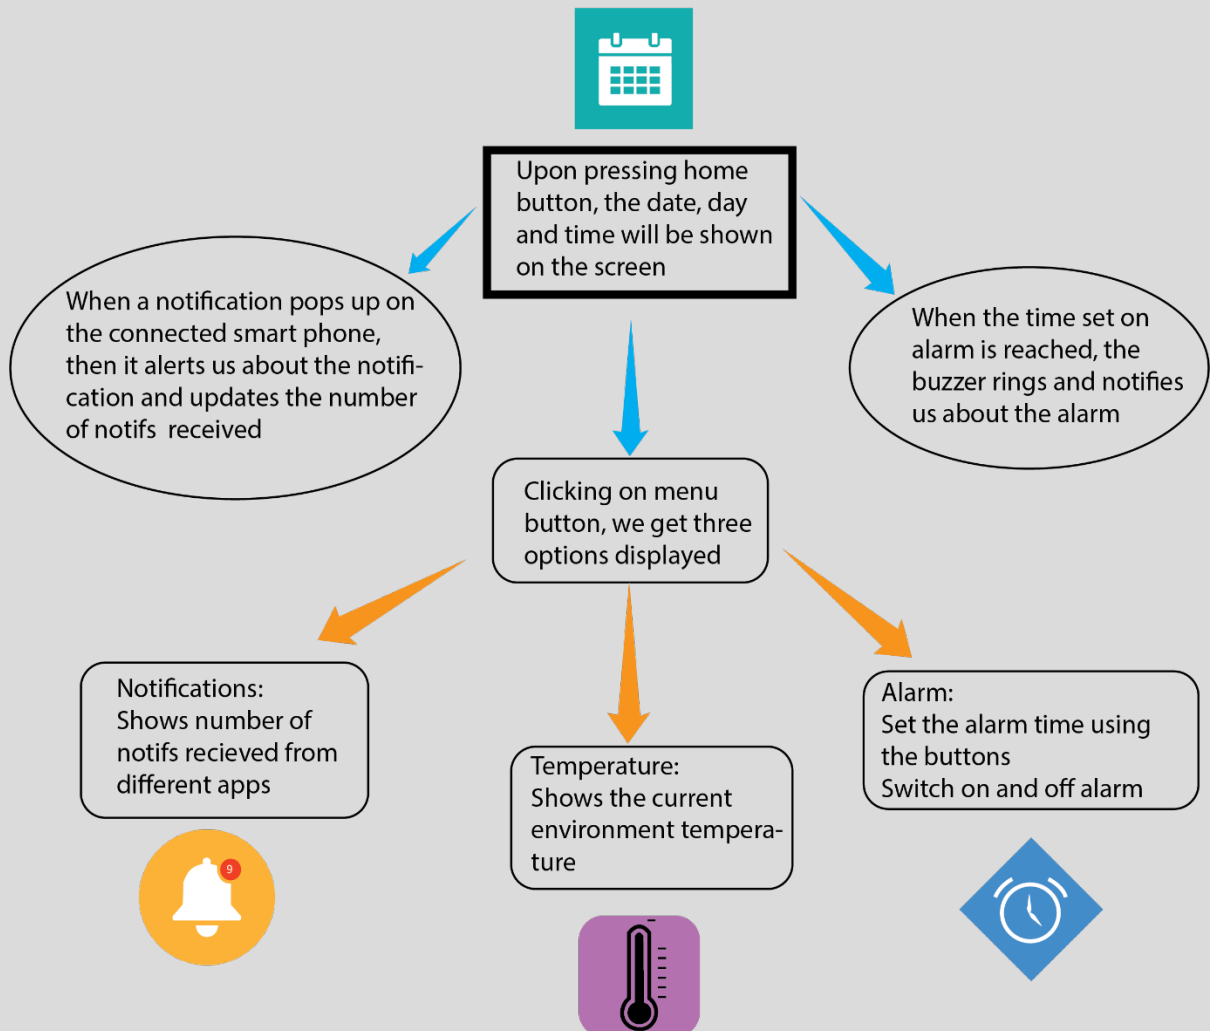 Upon pressing home
button, the date, day
and time will be shown
on the screen
When a notification pops up on
the connected smart phone,
then it alerts us about the notifi-
cation and updates the number
of notifs  received
When the time set on
alarm is reached, the
buzzer rings and notifies
us about the alarm
Clicking on menu
button, we get three
options displayed
Notifications:
Shows number of
notifs recieved from
different apps
9
Temperature:
Shows the current
environment tempera-
ture
Alarm:
Set the alarm time using
the buttons
Switch on and off alarm